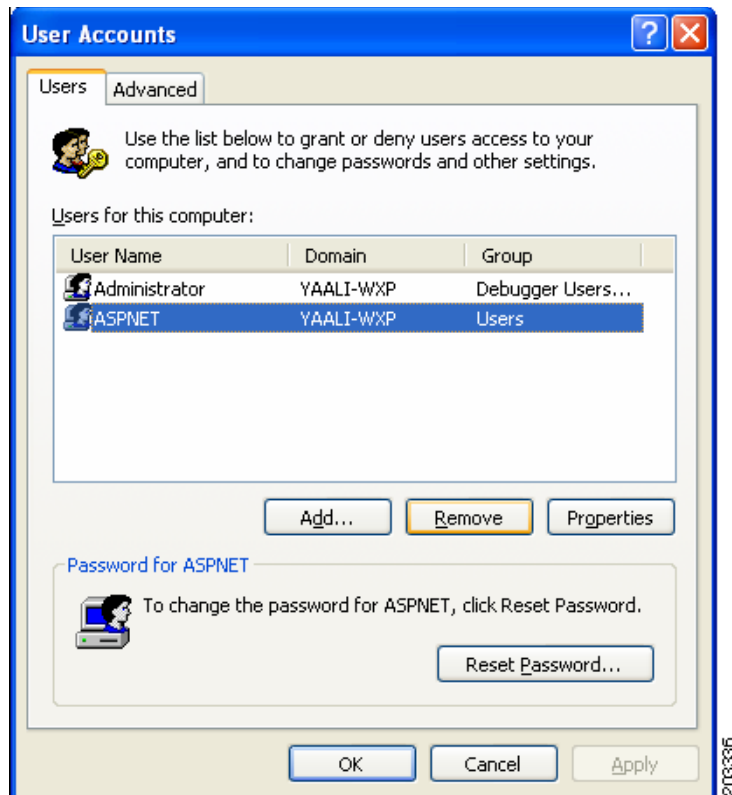 User Accounts
Users Advanced
Use the list below to grant or deny users access to your
computer, and to change passwords and other settings.
Users for this computer:
User Name Domain Group
Administrator YAALI-WXP Debugger Users...
ASPNET YAALI-WXP Users
Add... Remove Properties
Password for ASPNET
To change the password for ASPNET, click Reset Password.
Reset Password...
OK Cancel Apply
203336